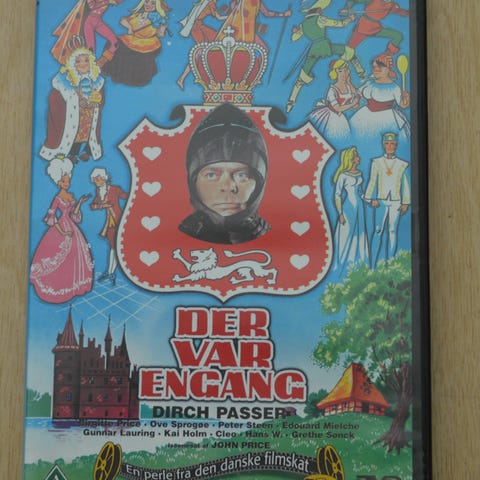 DER
VAR
ENGANG
DIRCH PASSER
Birgitte Price · Ove Sprogøe · Peter Steen · Edouard Mielche
Gunnar Lauring · Kai Holm · Cleo · Hans W. · Grethe Sonck
JOHN PRICE
En perle fra den danske filmskat